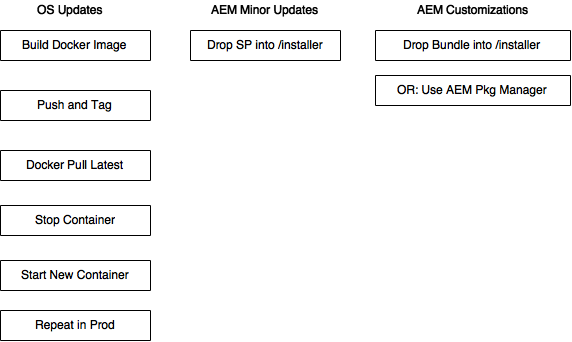 OS Updates
AEM Minor Updates
AEM Customizations
Build Docker Image
Drop SP into /installer
Drop Bundle into /installer
Push and Tag
OR: Use AEM Pkg Manager
Docker Pull Latest
Stop Container
Start New Container
Repeat in Prod